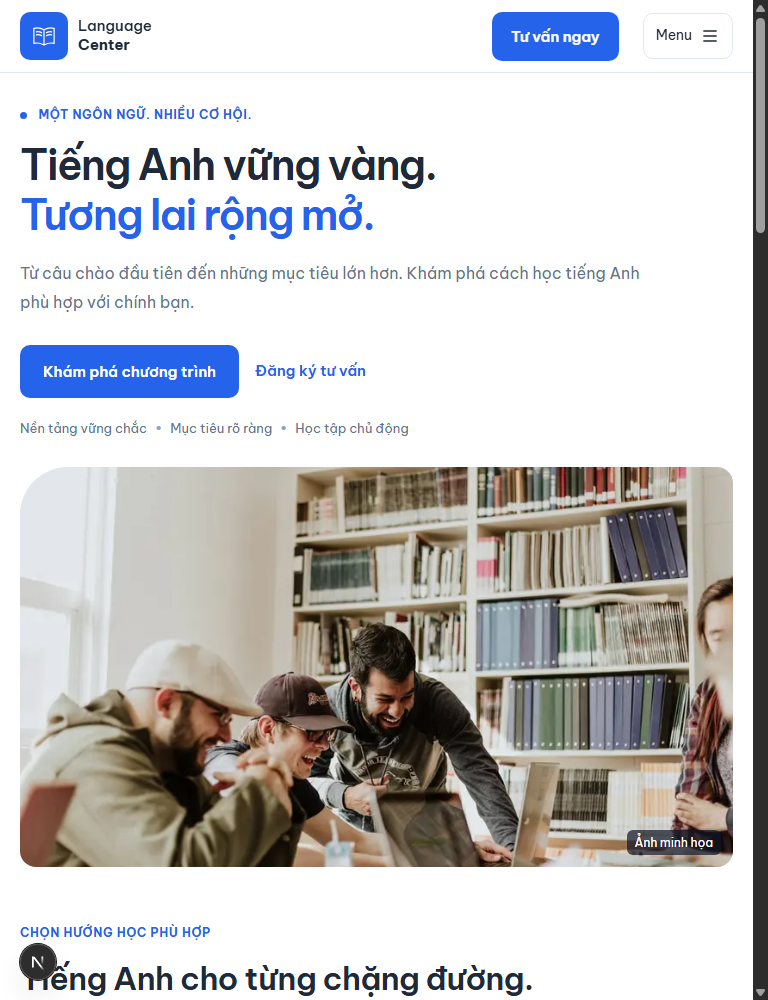 Language
Center
Tư vấn ngay
Menu
MỘT NGÔN NGỮ. NHIỀU CƠ HỘI.
Tiếng Anh vững vàng.
Tương lai rộng mở.
Từ câu chào đầu tiên đến những mục tiêu lớn hơn. Khám phá cách học tiếng Anh
phù hợp với chính bạn.
Khám phá chương trình
Đăng ký tư vấn
Nền tảng vững chắc • Mục tiêu rõ ràng • Học tập chủ động
Ảnh minh họa
CHỌN HƯỚNG HỌC PHÙ HỢP
N
Tiếng Anh cho từng chặng đường.